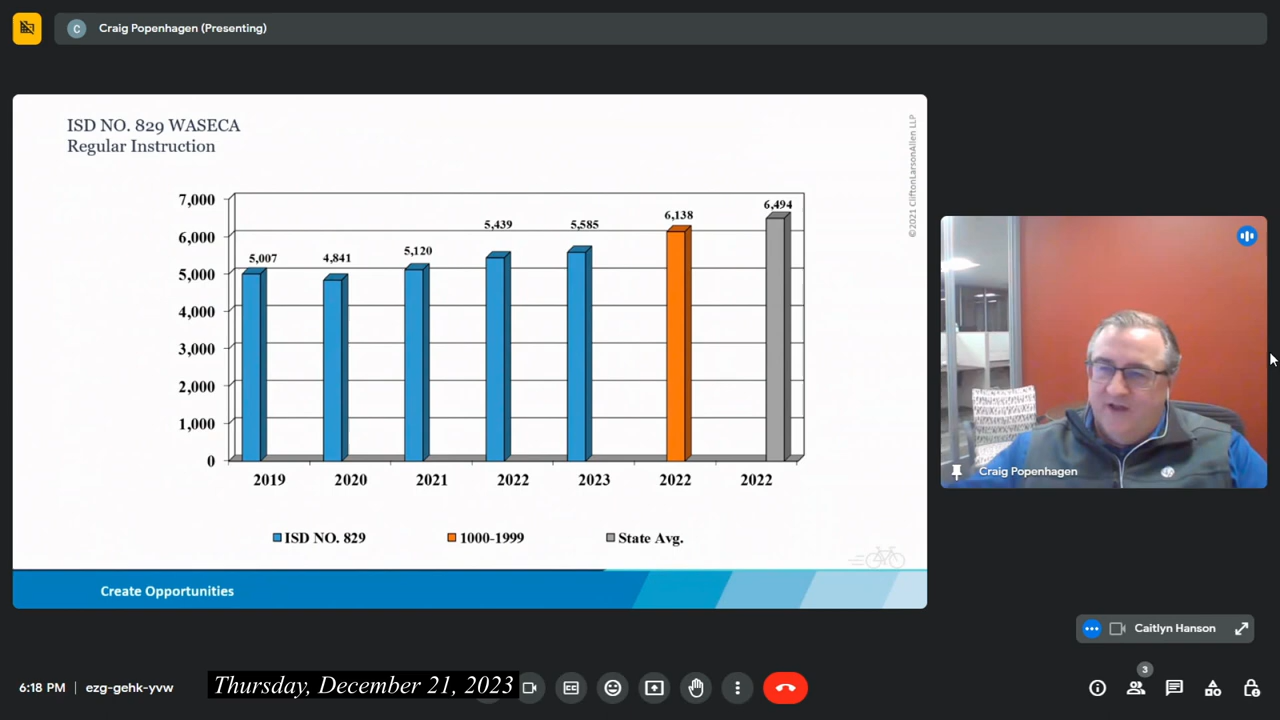 C
Craig Popenhagen (Presenting)
ISD NO. 829 WASECA
Regular Instruction
©2021 CliftonLarsonAllen LLP
7,000
6,000
5,000
4,000
3,000
2,000
1,000
0
5,007
4,841
5,120
5,439
5,585
6,138
6,494
2019
2020
2021
2022
2023
2022
2022
ISD NO. 829
1000-1999
State Avg.
Create Opportunities
Craig Popenhagen
Caitlyn Hanson
3
6:18 PM
ezg-gehk-yvw
Thursday, December 21, 2023
CC